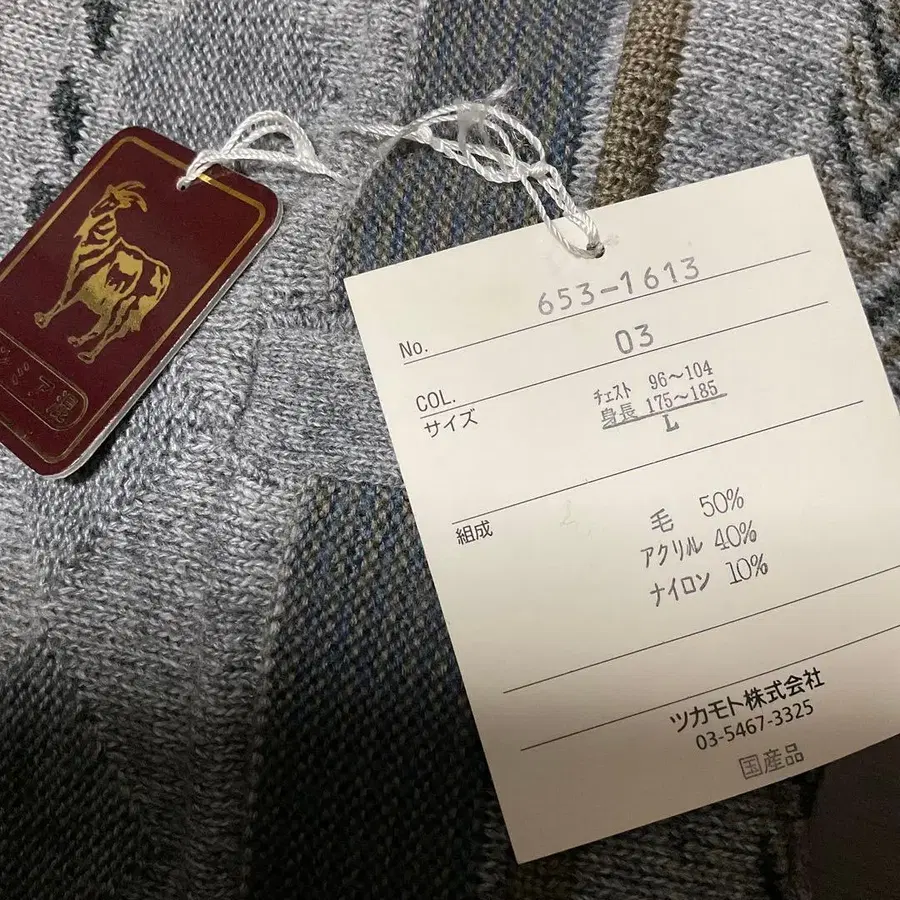 653-1613
No.
03
COL.
サイズ
チェスト 96～104
身長 175～185
L
組成
毛 50%
アクリル 40%
ナイロン 10%
ツカモト株式会社
03-5467-3325
国産品